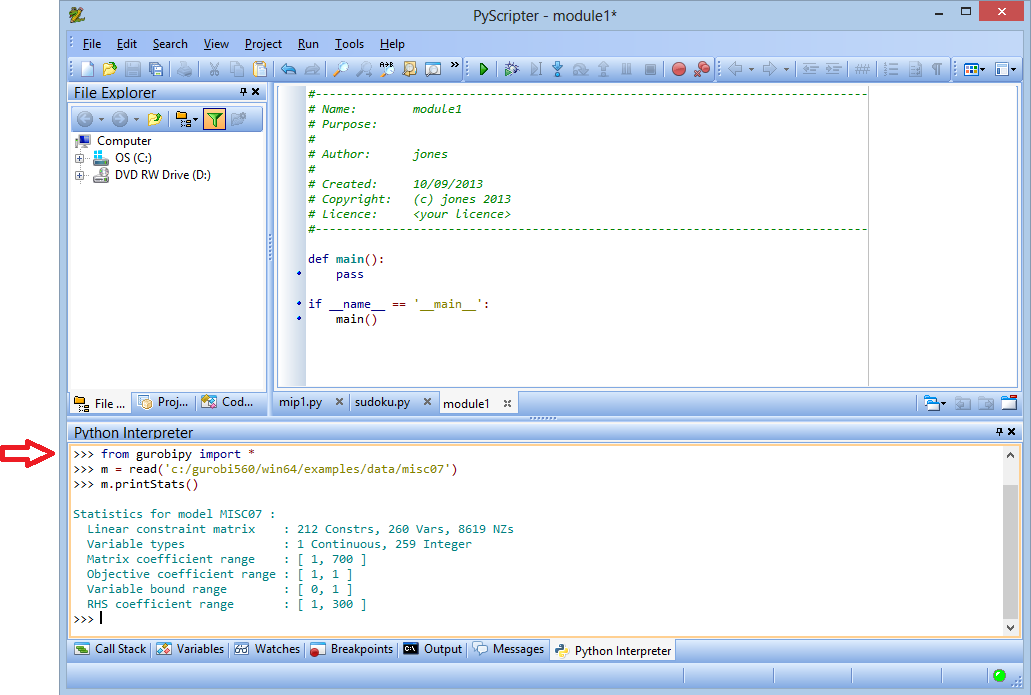 PyScripter - module1*
File Edit Search View Project Run Tools Help
File Explorer
Computer
OS (C:)
DVD RW Drive (D:)
File ... Proj... Cod...
#-------------------------------------------------------------------------------
# Name:        module1
# Purpose:
#
# Author:      jones
#
# Created:     10/09/2013
# Copyright:   (c) jones 2013
# Licence:     <your licence>
#-------------------------------------------------------------------------------
def main():
    pass
if __name__ == '__main__':
    main()
mip1.py sudoku.py module1
Python Interpreter
>>> from gurobipy import *
>>> m = read('c:/gurobi560/win64/examples/data/misc07')
>>> m.printStats()
Statistics for model MISC07 :
  Linear constraint matrix    : 212 Constrs, 260 Vars, 8619 NZs
  Variable types              : 1 Continuous, 259 Integer
  Matrix coefficient range    : [ 1, 700 ]
  Objective coefficient range : [ 1, 1 ]
  Variable bound range        : [ 0, 1 ]
  RHS coefficient range       : [ 1, 300 ]
>>>
Call Stack Variables Watches Breakpoints Output Messages Python Interpreter